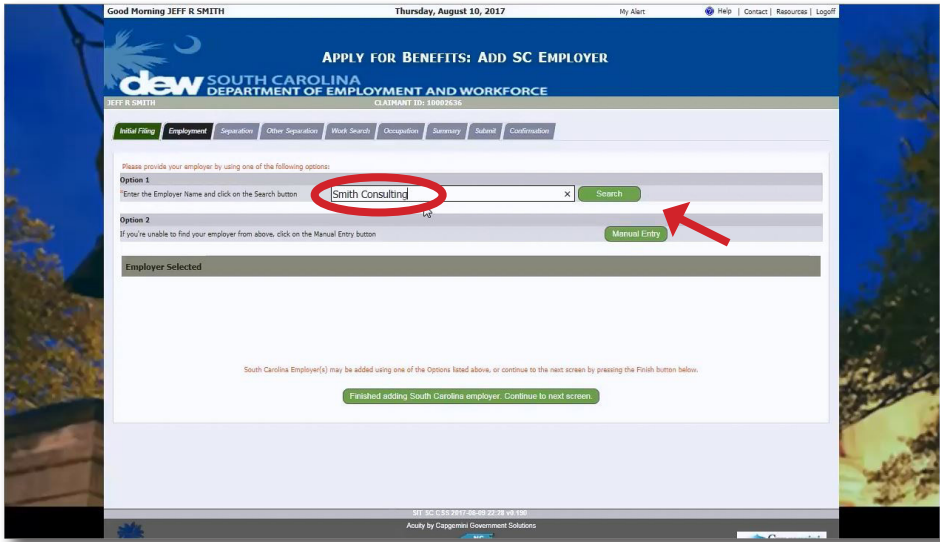 Good Morning JEFF R SMITH Thursday, August 10, 2017 My Alert Help | Contact | Resources | Logoff
APPLY FOR BENEFITS: ADD SC EMPLOYER
dew SOUTH CAROLINA
DEPARTMENT OF EMPLOYMENT AND WORKFORCE
JEFF R SMITH CLAIMANT ID: 10002636
Initial Filing Employment Separation Other Separation Work Search Occupation Summary Submit Confirmation
Please provide your employer by using one of the following options:
Option 1
*Enter the Employer Name and click on the Search button Smith Consulting × Search
Option 2
If you're unable to find your employer from above, click on the Manual Entry button Manual Entry
Employer Selected
South Carolina Employer(s) may be added using one of the Options listed above, or continue to the next screen by pressing the Finish button below.
Finished adding South Carolina employer. Continue to next screen.
Acuity by Capgemini Government Solutions